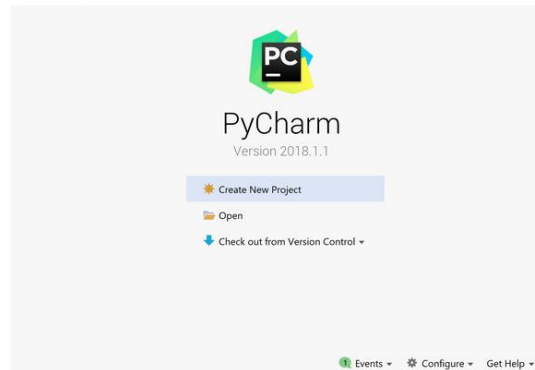 PC
PyCharm
Version 2018.1.1
Create New Project
Open
Check out from Version Control
1 Events Configure Get Help